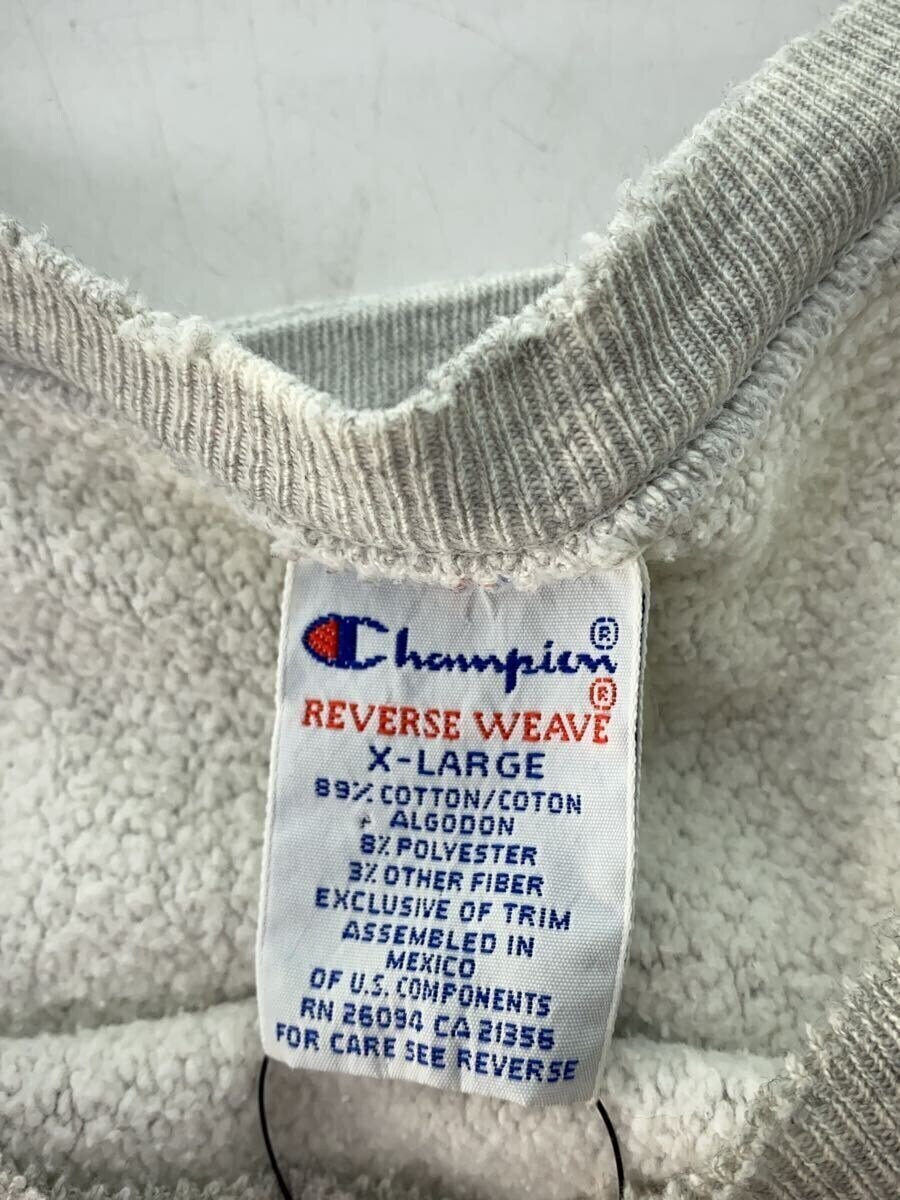 Champion®
REVERSE WEAVE®
X-LARGE
89% COTTON/COTON
ALGODON
8% POLYESTER
3% OTHER FIBER
EXCLUSIVE OF TRIM
ASSEMBLED IN
MEXICO
OF U.S. COMPONENTS
RN 26094 CA 21356
FOR CARE SEE REVERSE